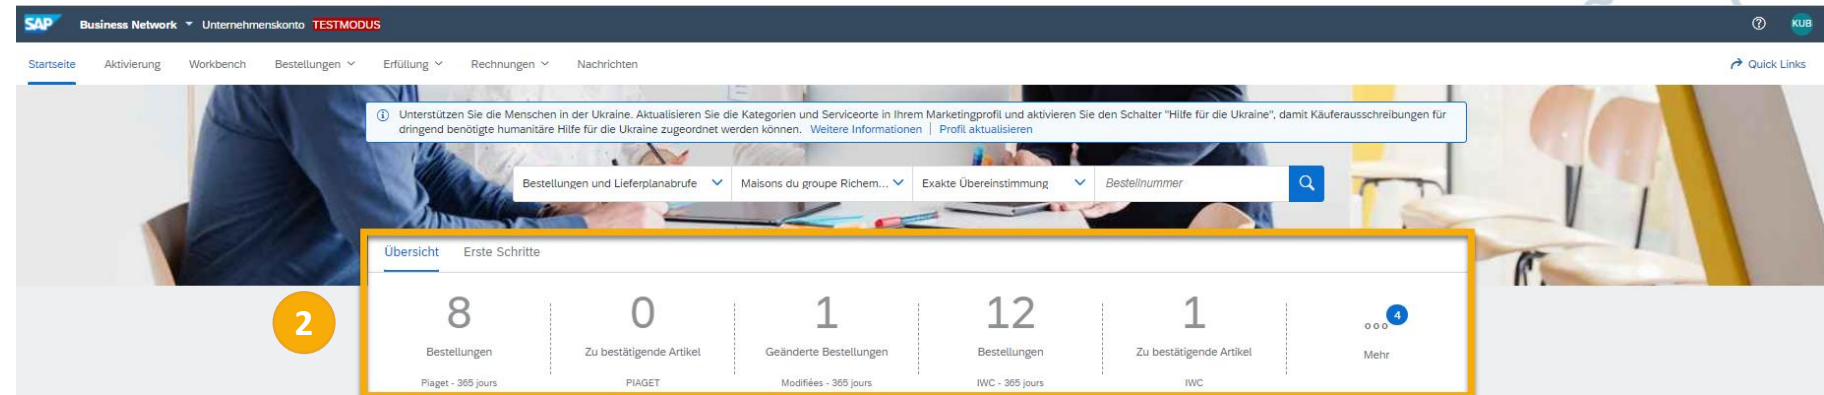 SAP Business Network Unternehmenskonto TESTMODUS KUB
Startseite Aktivierung Workbench Bestellungen Erfüllung Rechnungen Nachrichten Quick Links
Unterstützen Sie die Menschen in der Ukraine. Aktualisieren Sie die Kategorien und Serviceorte in Ihrem Marketingprofil und aktivieren Sie den Schalter "Hilfe für die Ukraine", damit Käuferausschreibungen für
dringend benötigte humanitäre Hilfe für die Ukraine zugeordnet werden können. Weitere Informationen | Profil aktualisieren
Bestellungen und Lieferplanabrufe Maisons du groupe Richem... Exakte Übereinstimmung Bestellnummer
Übersicht Erste Schritte
2
8 0 1 12 1 4
Bestellungen Zu bestätigende Artikel Geänderte Bestellungen Bestellungen Zu bestätigende Artikel Mehr
Piaget - 365 jours PIAGET Modifiées - 365 jours IWC - 365 jours IWC